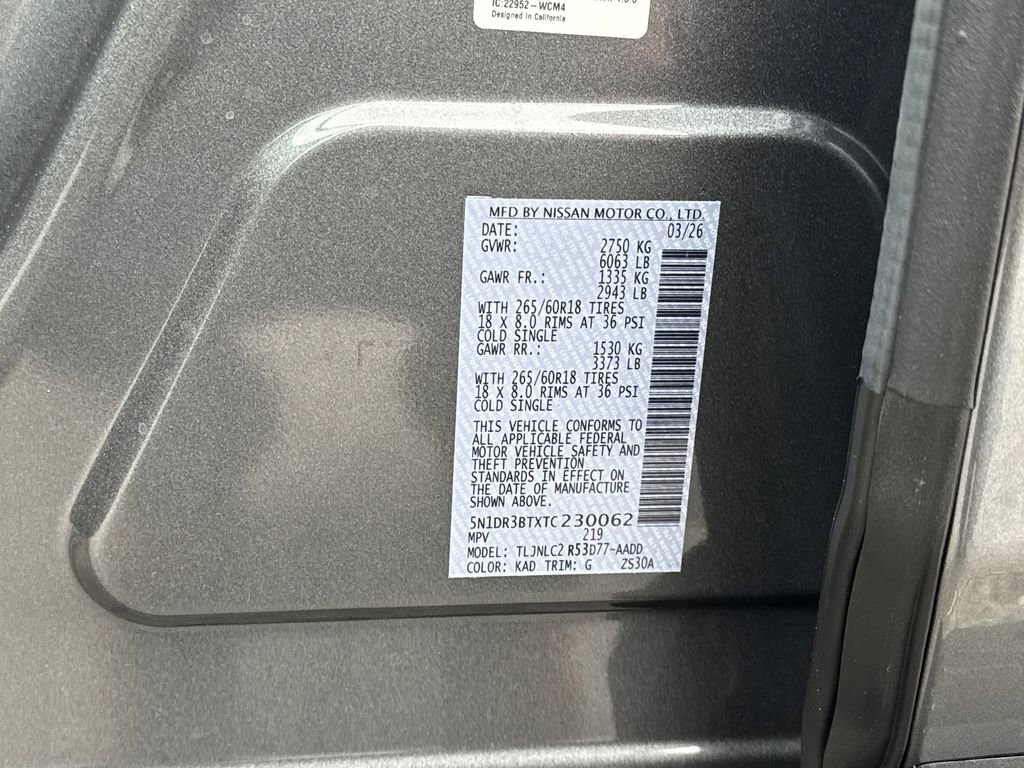 IC:22952-WCM4
Designed in California
MFD BY NISSAN MOTOR CO., LTD.
DATE: 03/26
GVWR: 2750 KG
6063 LB
GAWR FR.: 1335 KG
2943 LB
WITH 265/60R18 TIRES
18 X 8.0 RIMS AT 36 PSI
COLD SINGLE
GAWR RR.: 1530 KG
3373 LB
WITH 265/60R18 TIRES
18 X 8.0 RIMS AT 36 PSI
COLD SINGLE
THIS VEHICLE CONFORMS TO
ALL APPLICABLE FEDERAL
MOTOR VEHICLE SAFETY AND
THEFT PREVENTION
STANDARDS IN EFFECT ON
THE DATE OF MANUFACTURE
SHOWN ABOVE.
5N1DR3BTXTC230062
MPV 219
MODEL: TLJNLC2 R53D77-AADD
COLOR: KAD TRIM: G ZS30A